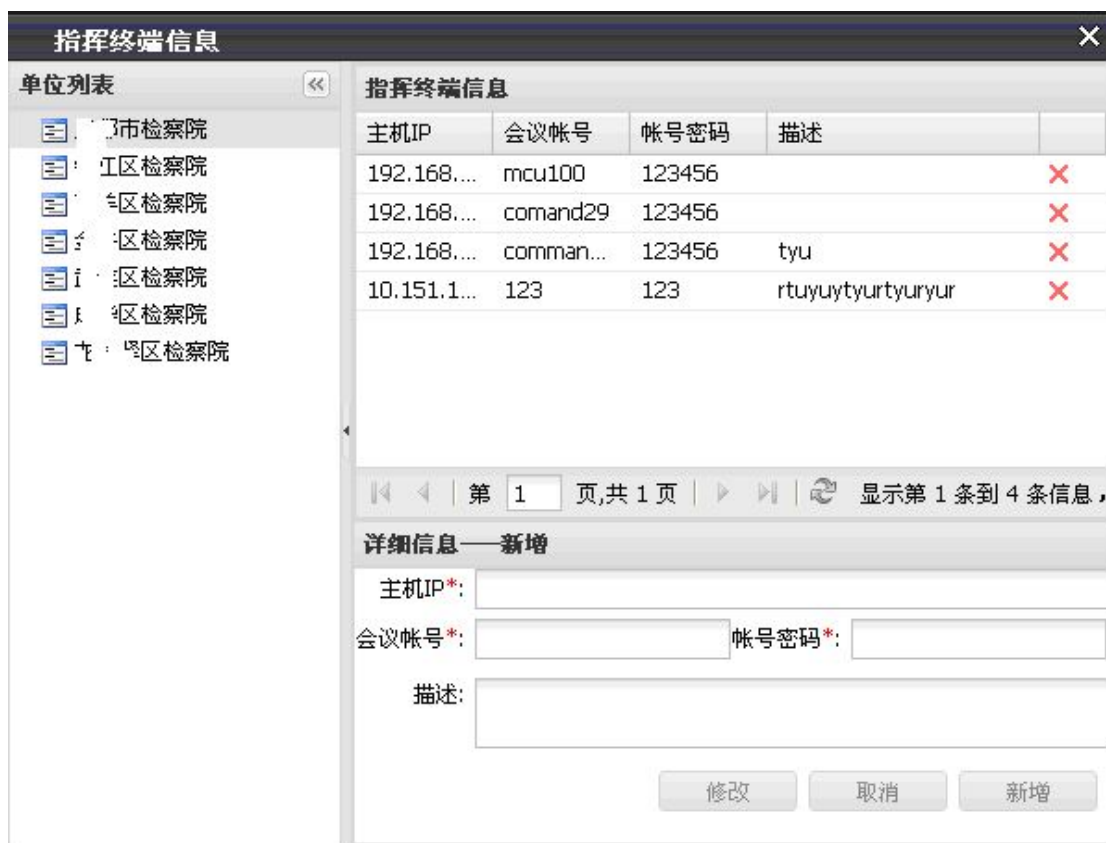 指挥终端信息
单位列表
市检察院
江区检察院
区检察院
区检察院
区检察院
区检察院
区检察院
指挥终端信息
主机IP 会议帐号 帐号密码 描述
192.168.... mcu100 123456
192.168.... comand29 123456
192.168.... comman... 123456 tyu
10.151.1... 123 123 rtuyuytyurtyuryur
第 1 页,共 1 页 显示第 1 条到 4 条信息，
详细信息——新增
主机IP*:
会议帐号*: 帐号密码*:
描述:
修改 取消 新增